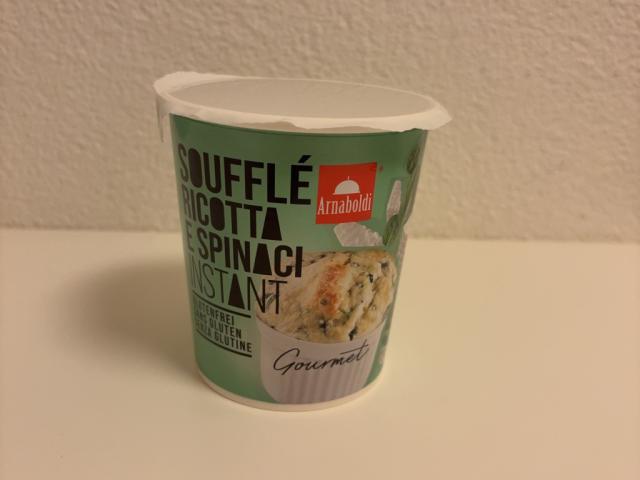 SOUFFLÉ
RICOTTA
E SPINACI
INSTANT
GLUTENFREI
SANS GLUTEN
SENZA GLUTINE
Arnaboldi
Gourmet